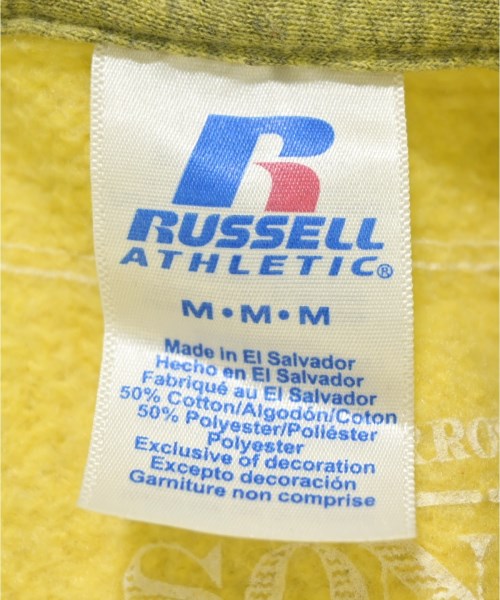 RUSSELL
ATHLETIC®
M • M • M
Made in El Salvador
Hecho en El Salvador
Fabriqué au El Salvador
50% Cotton/Algodón/Coton
50% Polyester/Poliéster
Polyester
Exclusive of decoration
Excepto decoración
Garniture non comprise